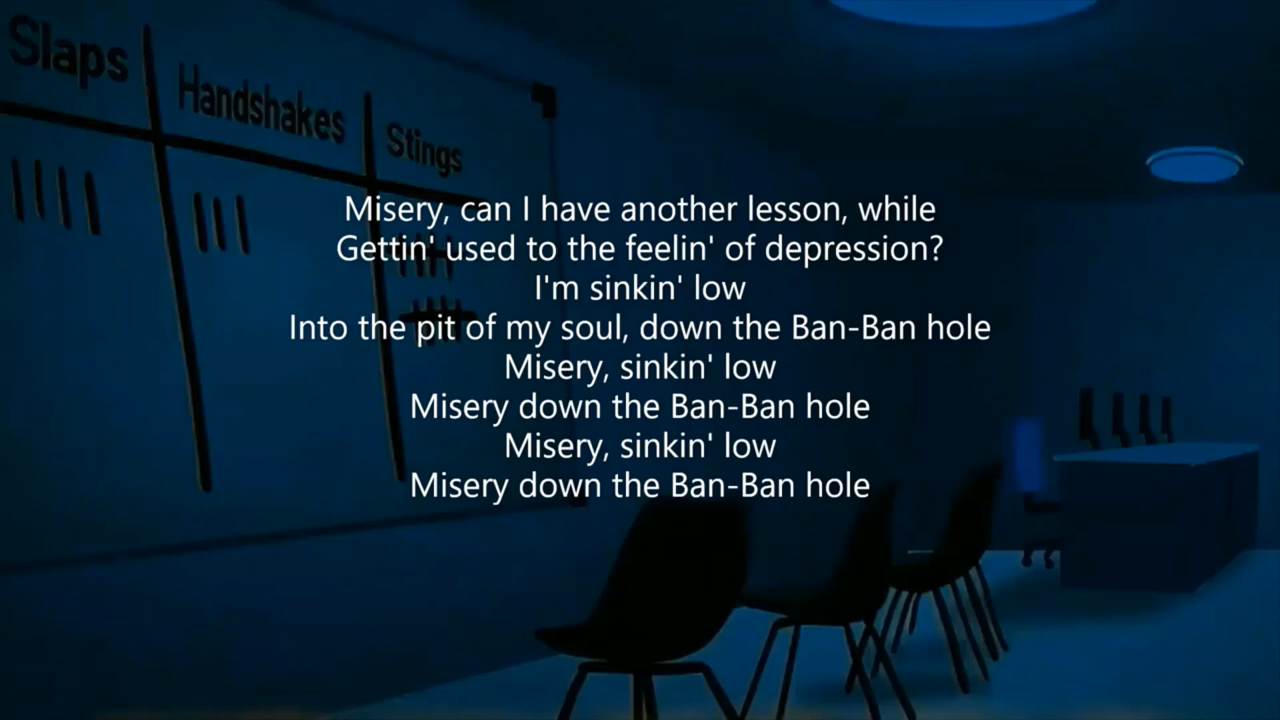 Slaps
Handshakes
Stings
Misery, can I have another lesson, while
Gettin' used to the feelin' of depression?
I'm sinkin' low
Into the pit of my soul, down the Ban-Ban hole
Misery, sinkin' low
Misery down the Ban-Ban hole
Misery, sinkin' low
Misery down the Ban-Ban hole